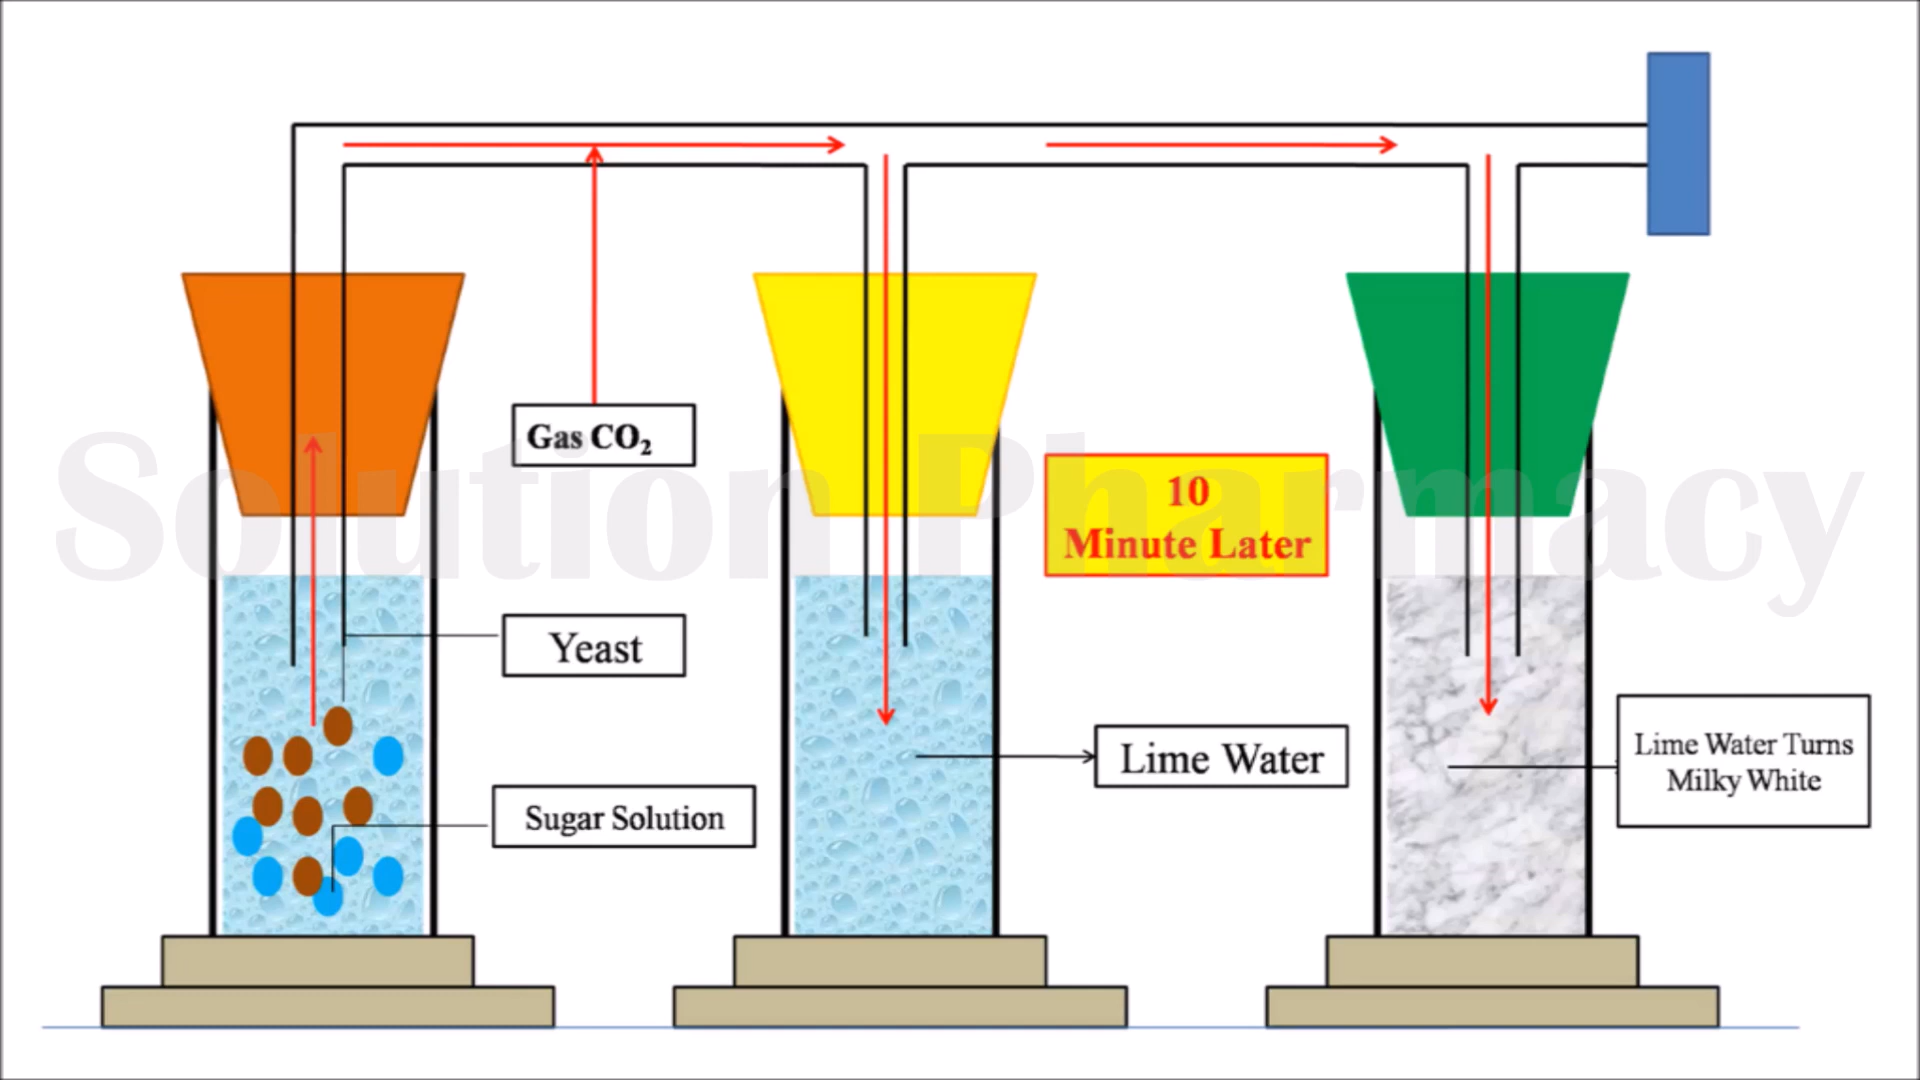 Gas CO₂
Solution Pharmacy
10
Minute Later
Yeast
Lime Water
Lime Water Turns
Milky White
Sugar Solution